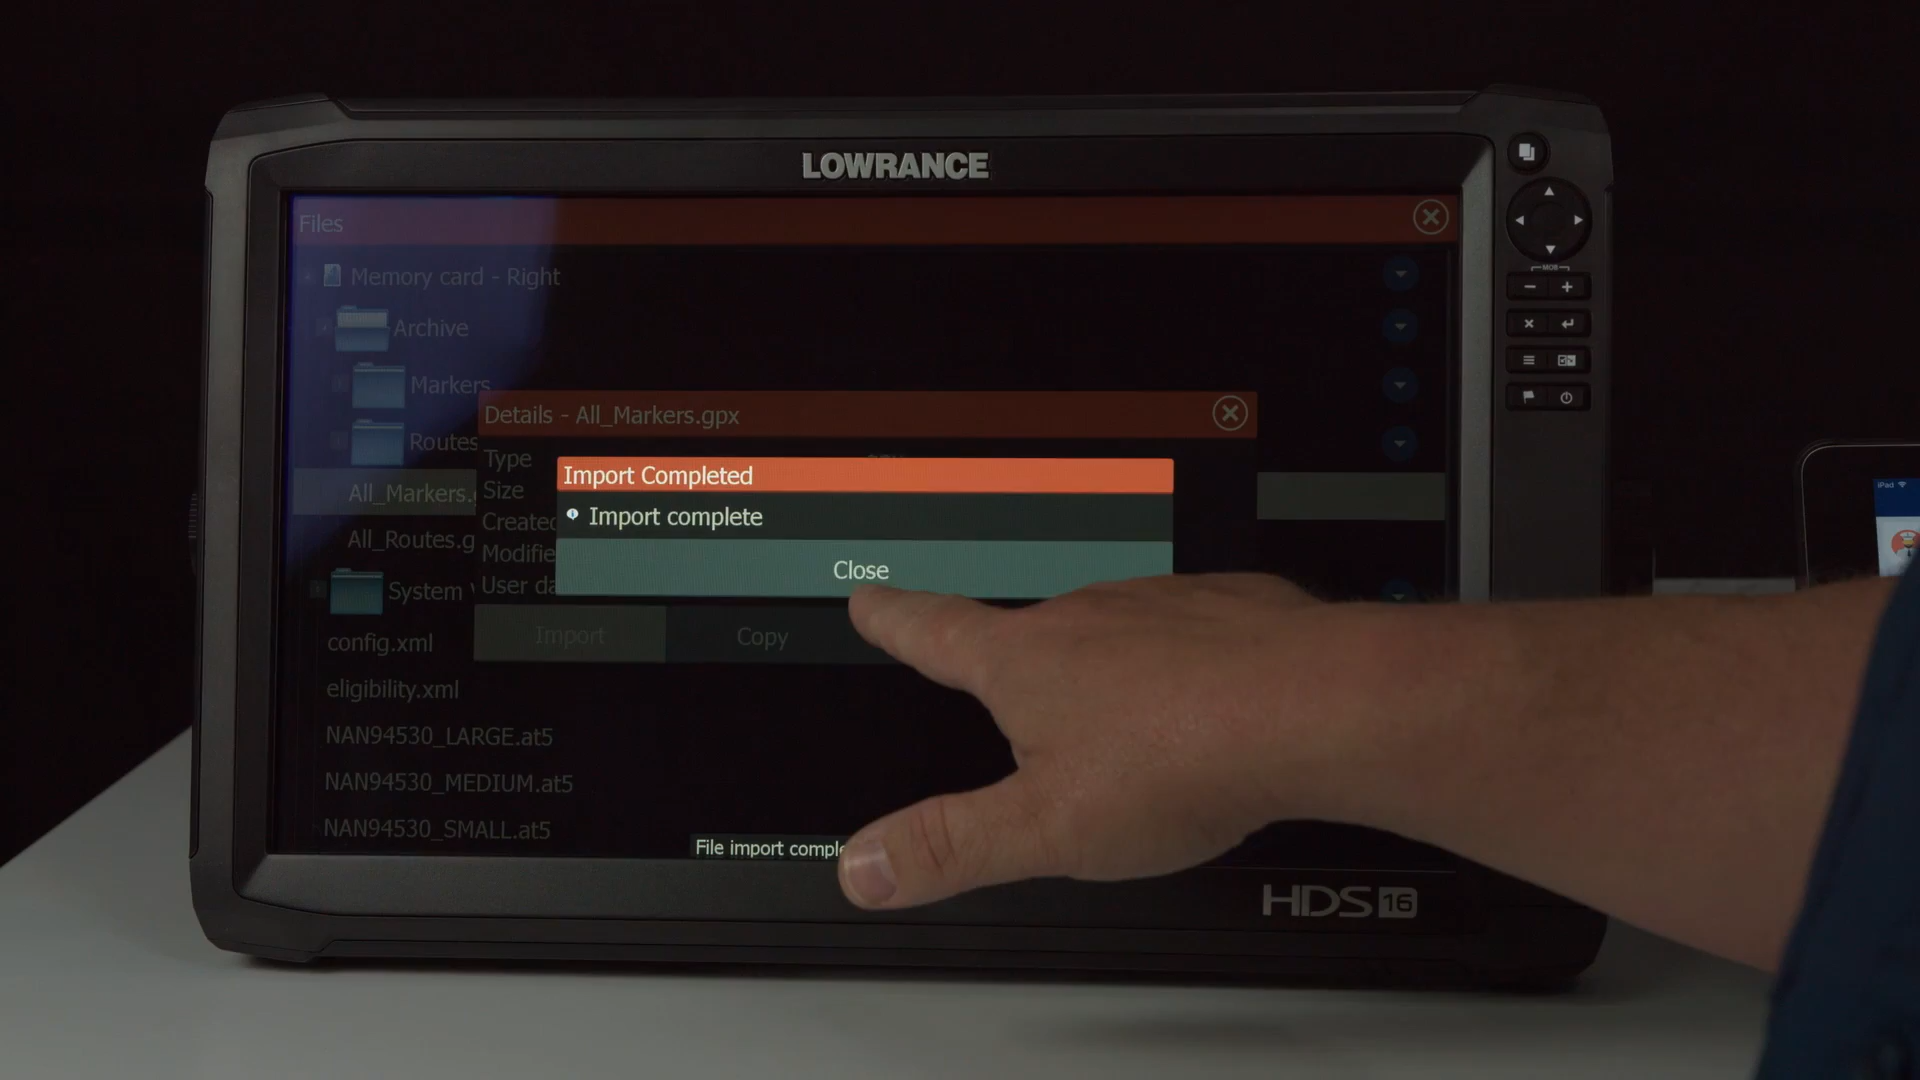 LOWRANCE
Files
Memory card - Right
Archive
Markers
Routes
All_Markers.
All_Routes.g
System
config.xml
eligibility.xml
NAN94530_LARGE.at5
NAN94530_MEDIUM.at5
NAN94530_SMALL.at5
Details - All_Markers.gpx
Type
Size
Created
Modifie
User da
Import Completed
Import complete
Close
Import
Copy
File import comple
MOB
HDS 16
iPad